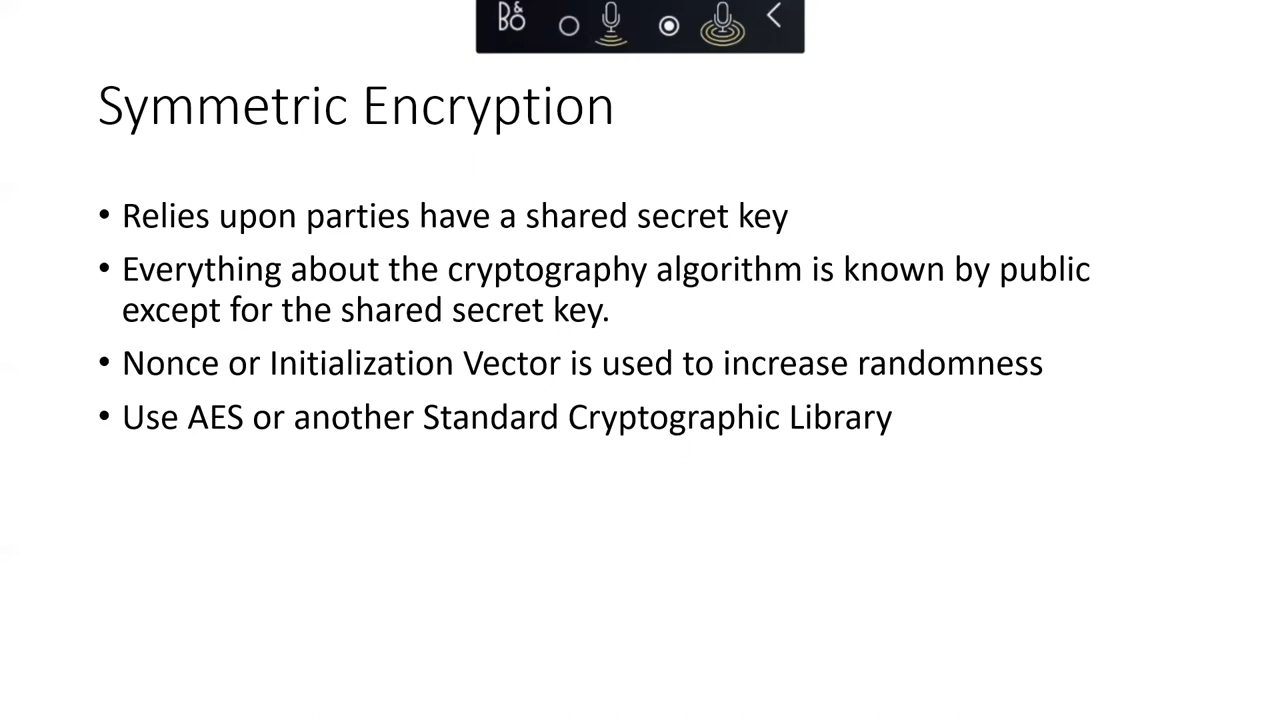 B&O
Symmetric Encryption
• Relies upon parties have a shared secret key
• Everything about the cryptography algorithm is known by public
except for the shared secret key.
• Nonce or Initialization Vector is used to increase randomness
• Use AES or another Standard Cryptographic Library